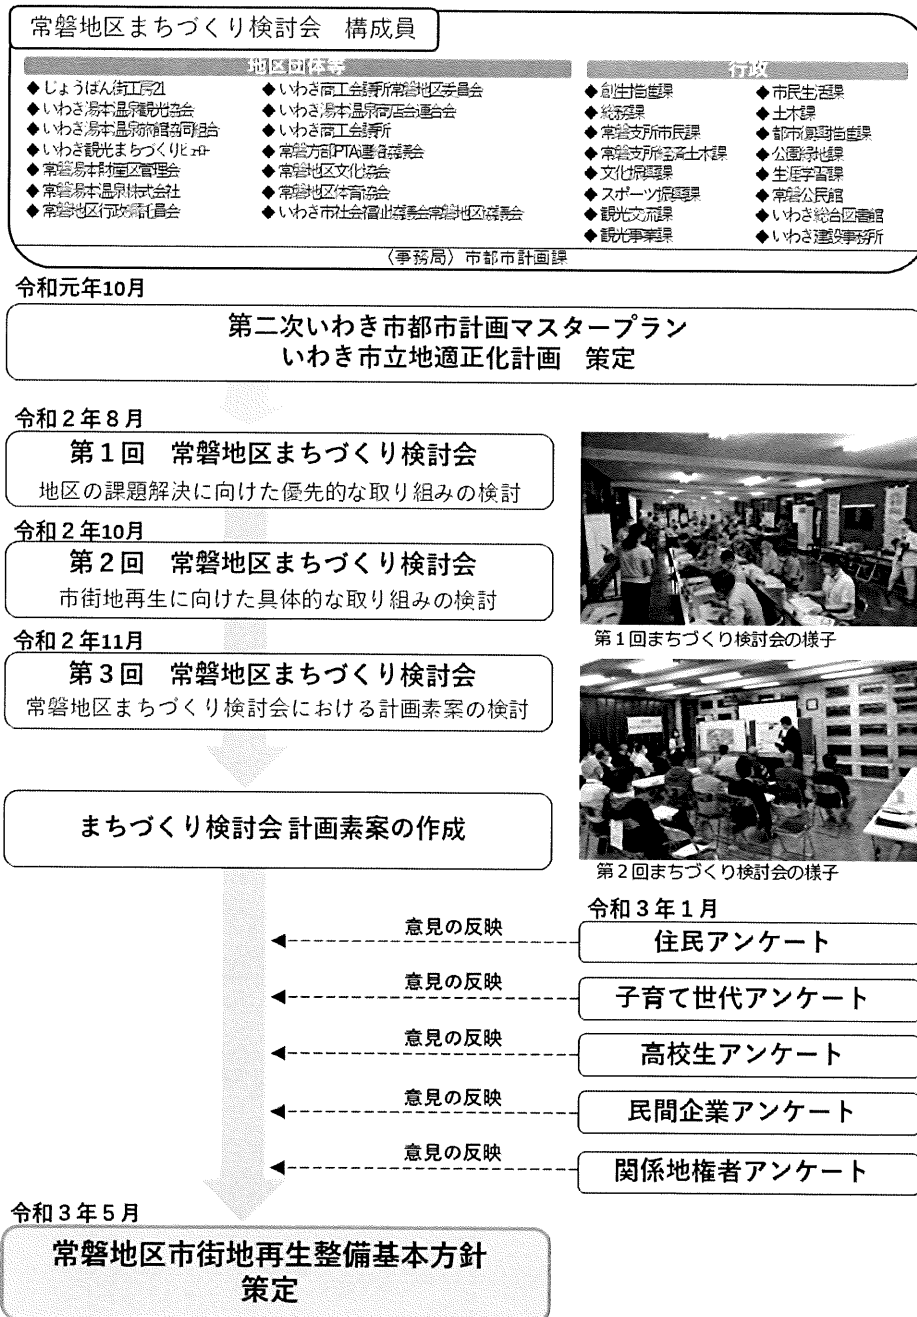 常磐地区まちづくり検討会 構成員
地区団体等
◆じょうばん街工房21
◆いわき湯本温泉観光協会
◆いわき湯本温泉旅館協同組合
◆いわき観光まちづくりビューロー
◆常磐湯本財産区管理会
◆常磐湯本温泉株式会社
◆常磐地区行政嘱託員会
◆いわき商工会議所常磐地区委員会
◆いわき湯本温泉商店会連合会
◆いわき商工会議所
◆常磐方部PTA連絡協議会
◆常磐地区文化協会
◆常磐地区体育協会
◆いわき市社会福祉協議会常磐地区協議会
行政
◆創生推進課
◆総務課
◆常磐支所市民課
◆常磐支所経済土木課
◆文化振興課
◆スポーツ振興課
◆観光交流課
◆観光事業課
◆市民生活課
◆土木課
◆都市復興推進課
◆公園緑地課
◆生涯学習課
◆常磐公民館
◆いわき総合図書館
◆いわき建設事務所
〈事務局〉市都市計画課
令和元年10月
第二次いわき市都市計画マスタープラン
いわき市立地適正化計画 策定
令和2年8月
第1回 常磐地区まちづくり検討会
地区の課題解決に向けた優先的な取り組みの検討
令和2年10月
第2回 常磐地区まちづくり検討会
市街地再生に向けた具体的な取り組みの検討
令和2年11月
第3回 常磐地区まちづくり検討会
常磐地区まちづくり検討会における計画素案の検討
第1回まちづくり検討会の様子
第2回まちづくり検討会の様子
まちづくり検討会 計画素案の作成
令和3年1月
意見の反映
住民アンケート
意見の反映
子育て世代アンケート
意見の反映
高校生アンケート
意見の反映
民間企業アンケート
意見の反映
関係地権者アンケート
令和3年5月
常磐地区市街地再生整備基本方針
策定